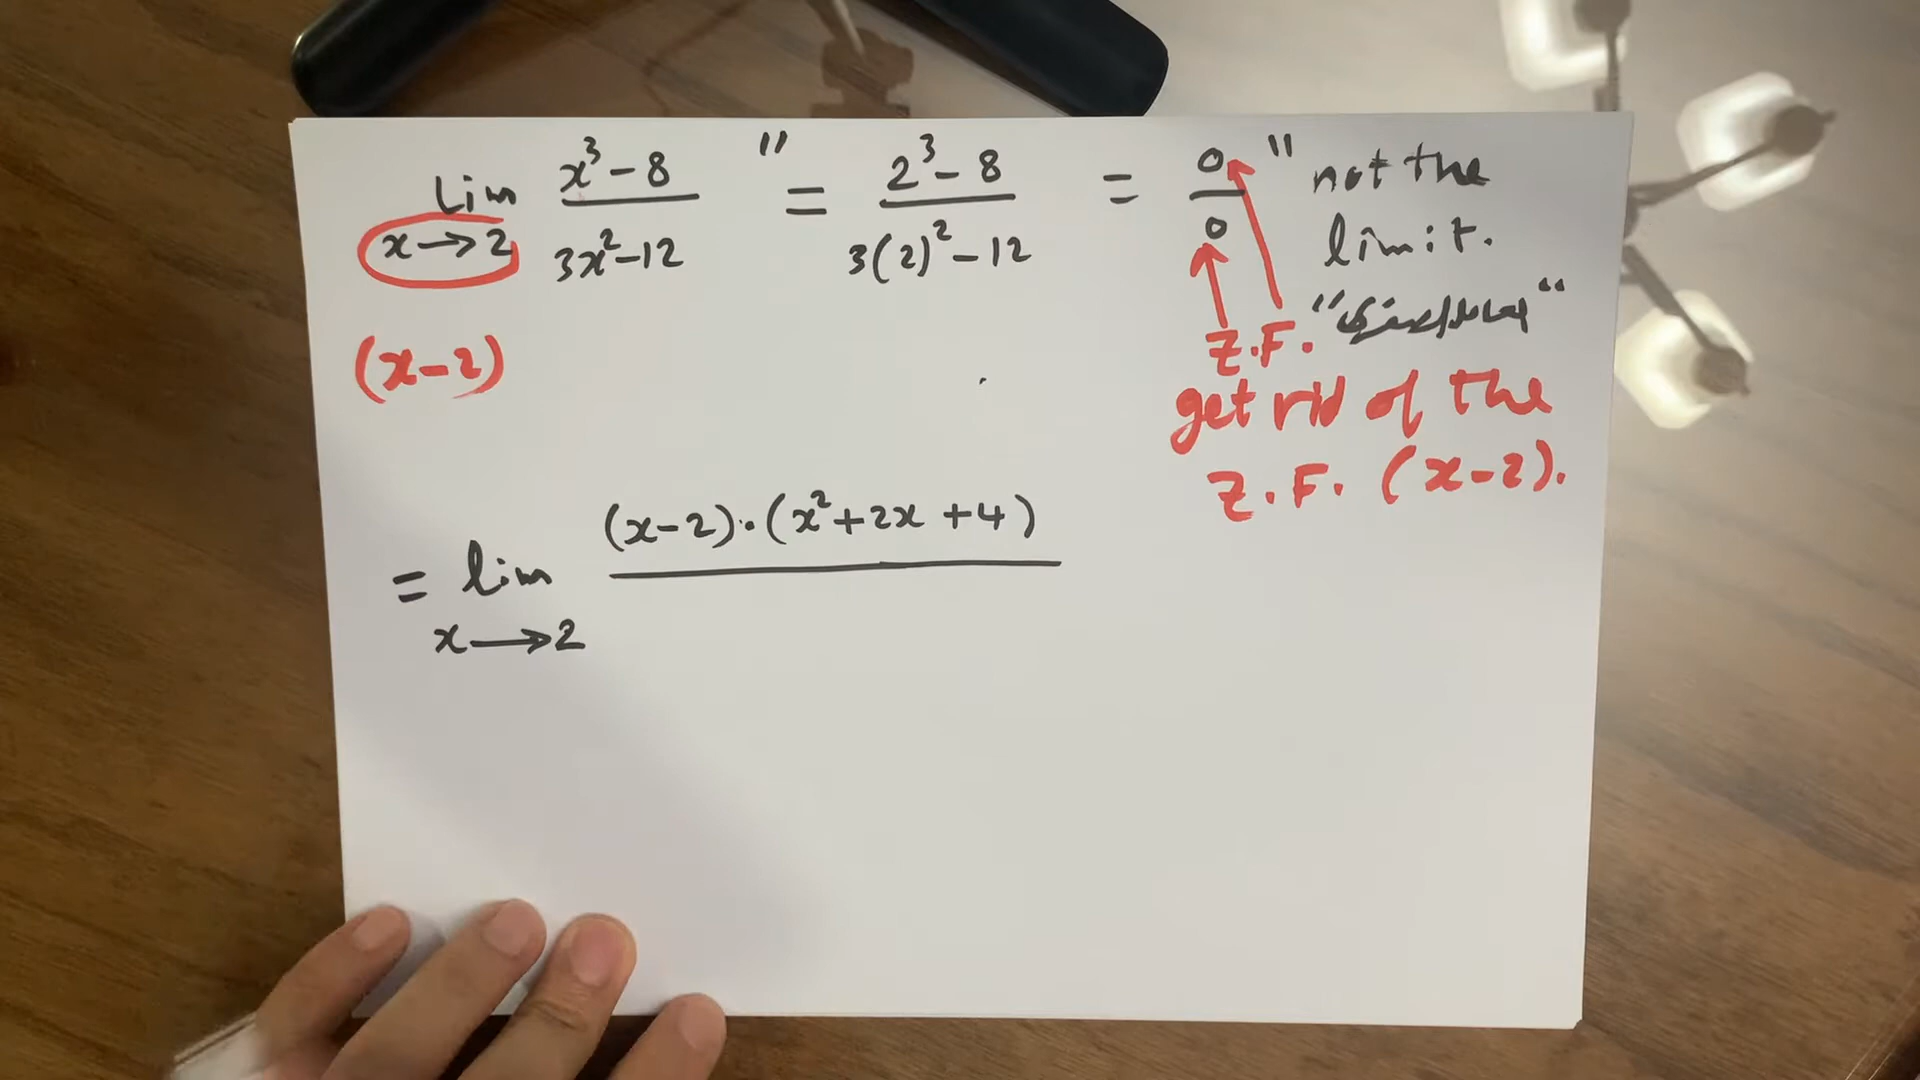 Lim x→2 x³-8 / 3x²-12 " = 2³-8 / 3(2)²-12 = 0/0 " not the
limit.
Z.F. " "
(x-2)
get rid of the
Z.F. (x-2).
= lim x→2 (x-2)·(x²+2x+4)